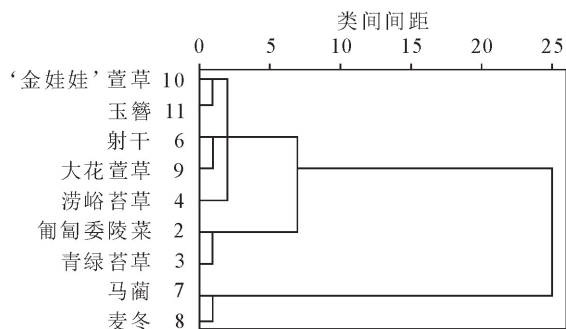 类间间距
0 5 10 15 20 25
‘金娃娃’萱草 10
玉簪 11
射干 6
大花萱草 9
涝峪苔草 4
匍匐委陵菜 2
青绿苔草 3
马蔺 7
麦冬 8